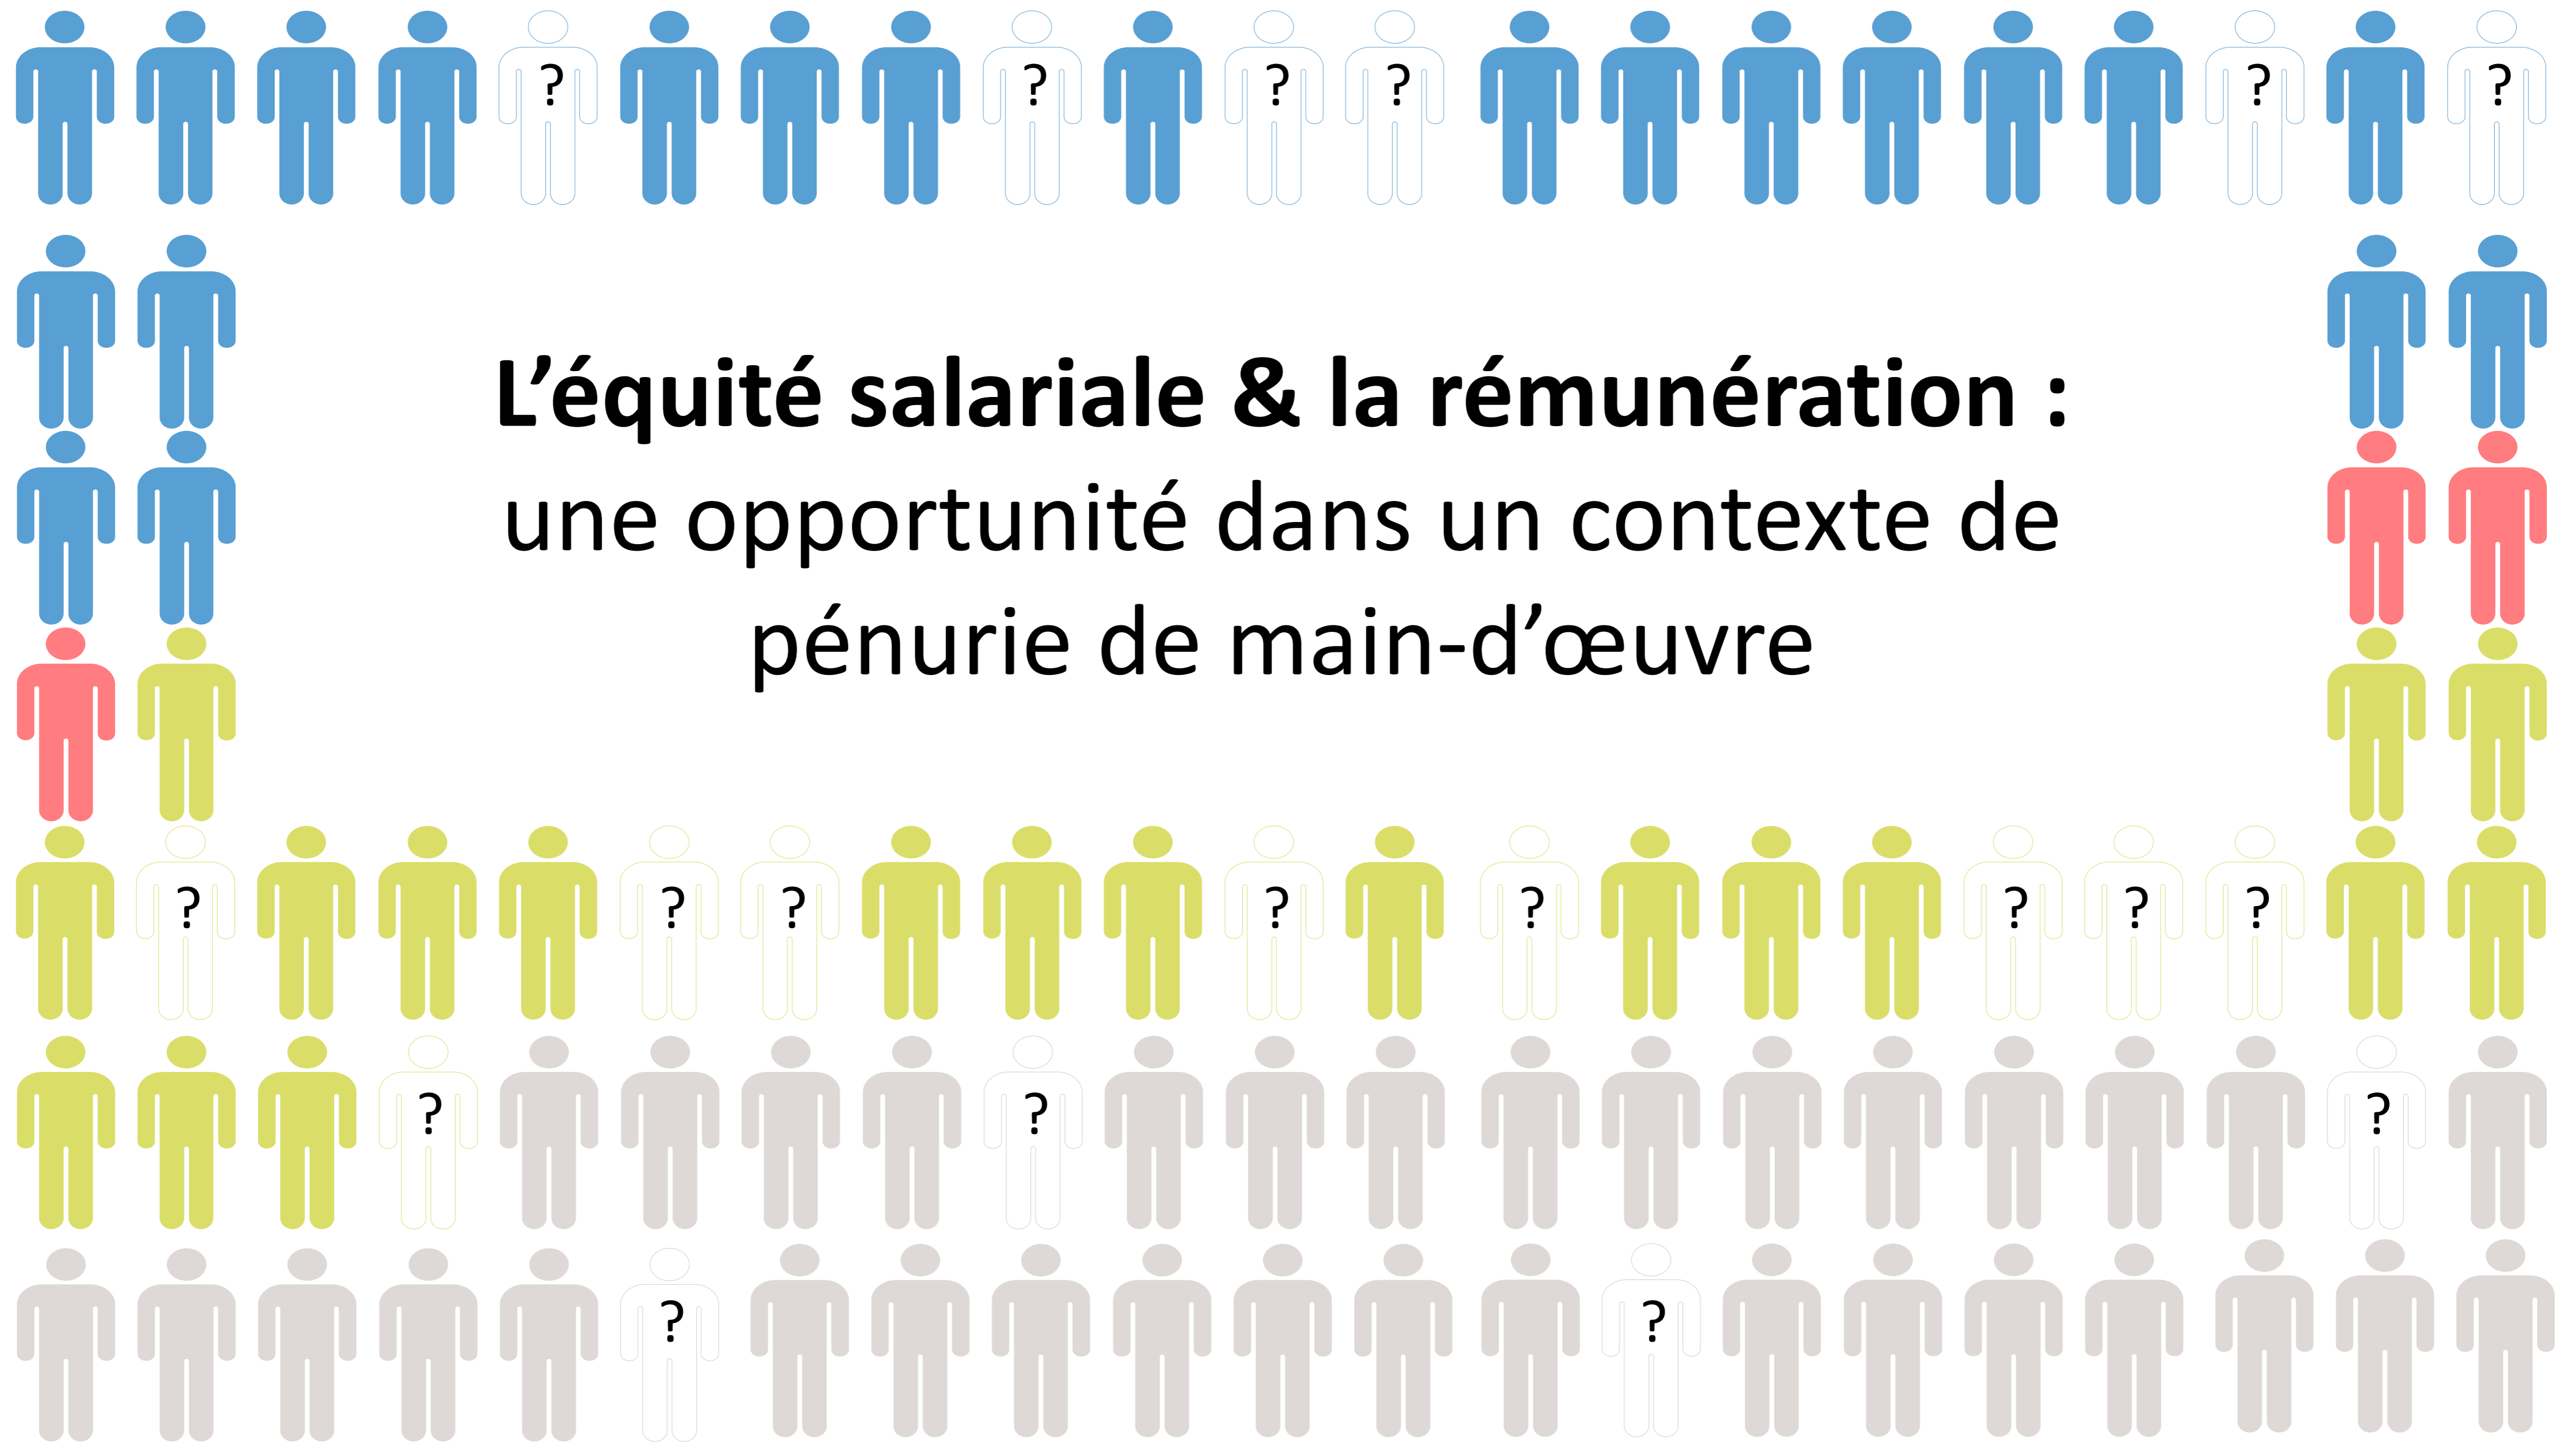 ? ? ? ? ? ?
L’équité salariale & la rémunération :
une opportunité dans un contexte de
pénurie de main-d’œuvre
? ? ? ? ? ? ? ?
? ? ?
? ?